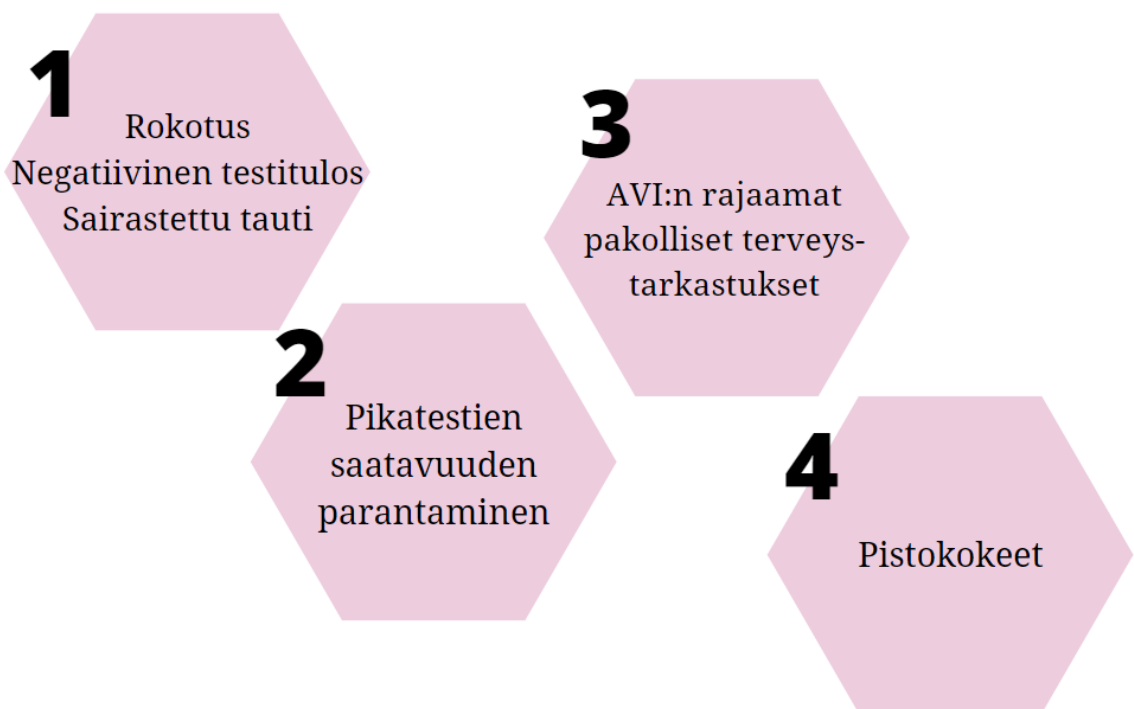 1
Rokotus
Negatiivinen testitulos
Sairastettu tauti
2
Pikatestien
saatavuuden
parantaminen
3
AVI:n rajaamat
pakolliset terveys-
tarkastukset
4
Pistokokeet